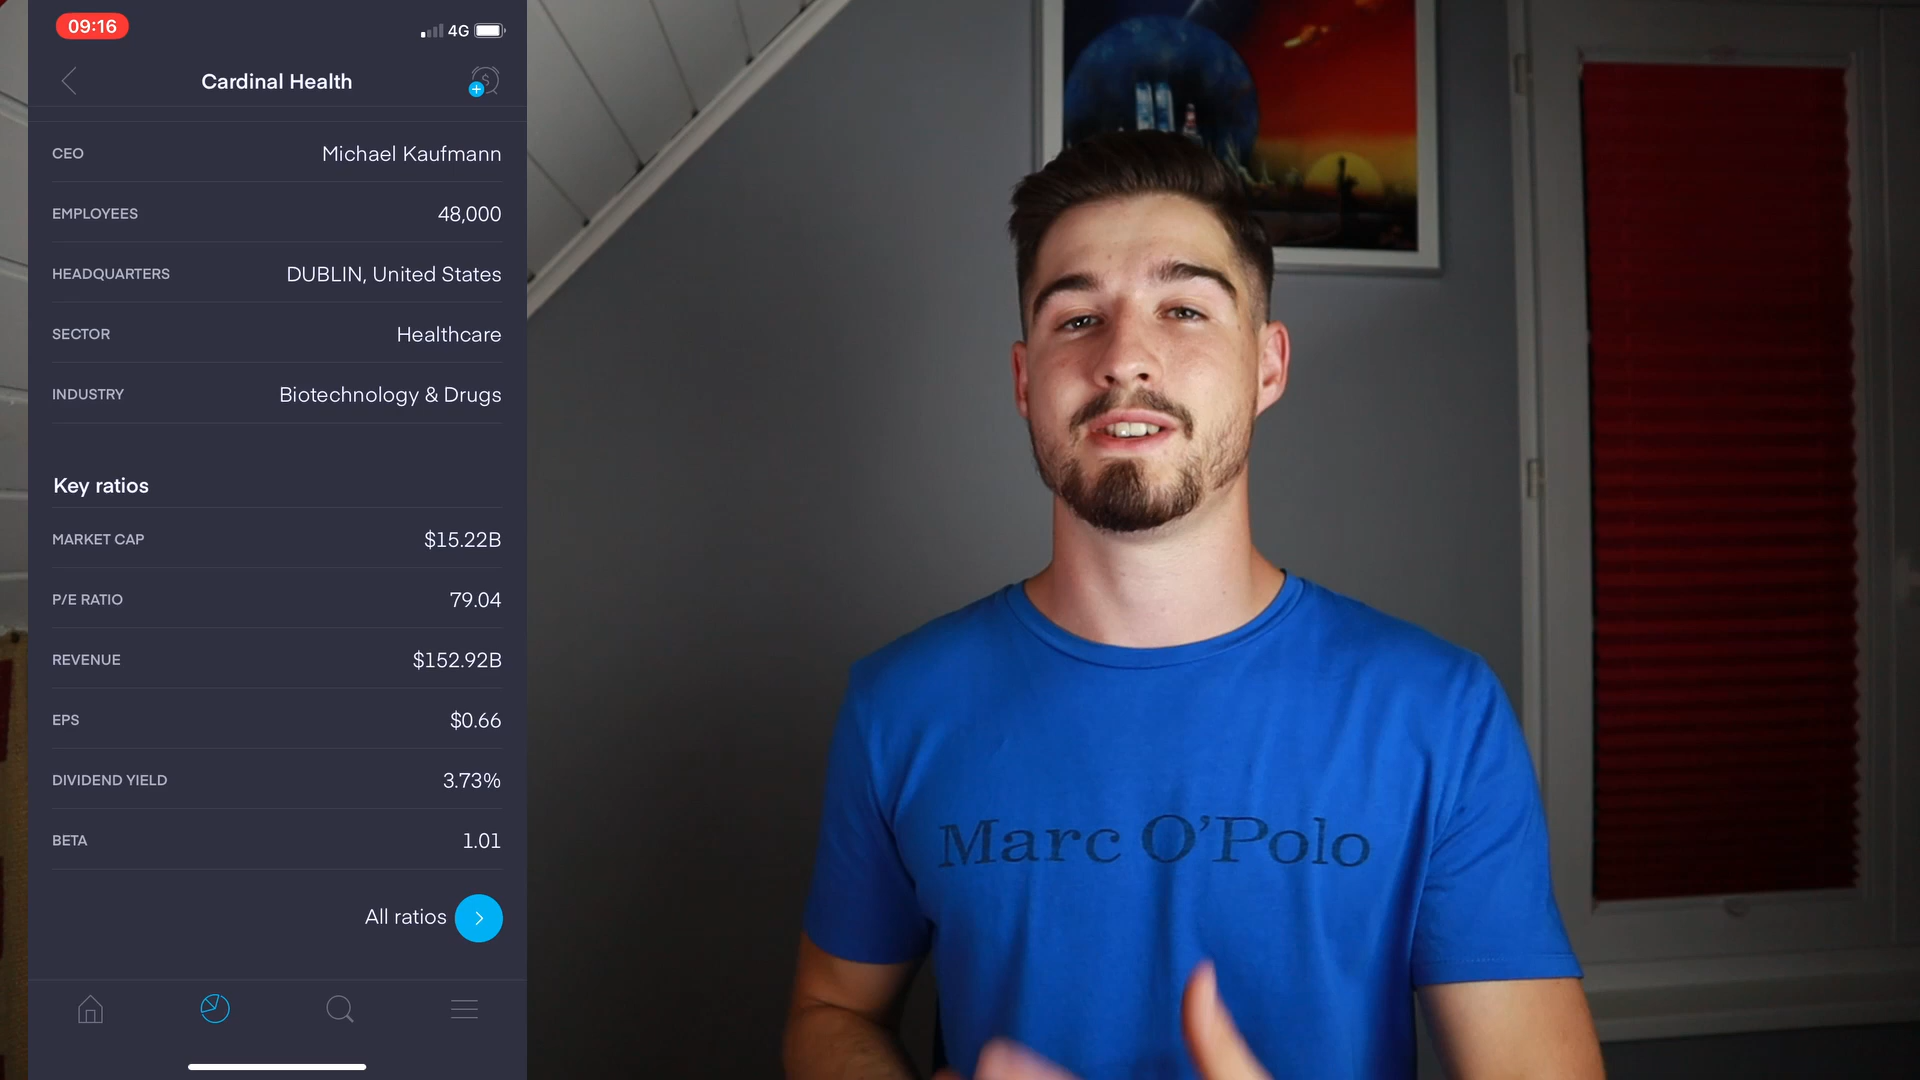 09:16
4G
Cardinal Health
CEO Michael Kaufmann
EMPLOYEES 48,000
HEADQUARTERS DUBLIN, United States
SECTOR Healthcare
INDUSTRY Biotechnology & Drugs
Key ratios
MARKET CAP $15.22B
P/E RATIO 79.04
REVENUE $152.92B
EPS $0.66
DIVIDEND YIELD 3.73%
BETA 1.01
All ratios
Marc O'Polo